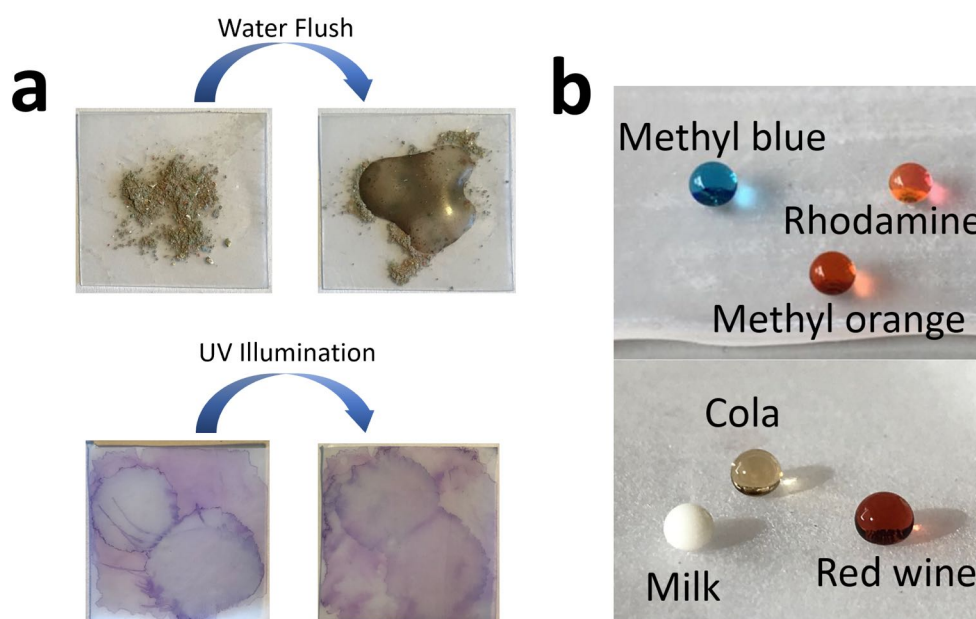 a
Water Flush
UV Illumination
b
Methyl blue
Rhodamine
Methyl orange
Cola
Milk
Red wine